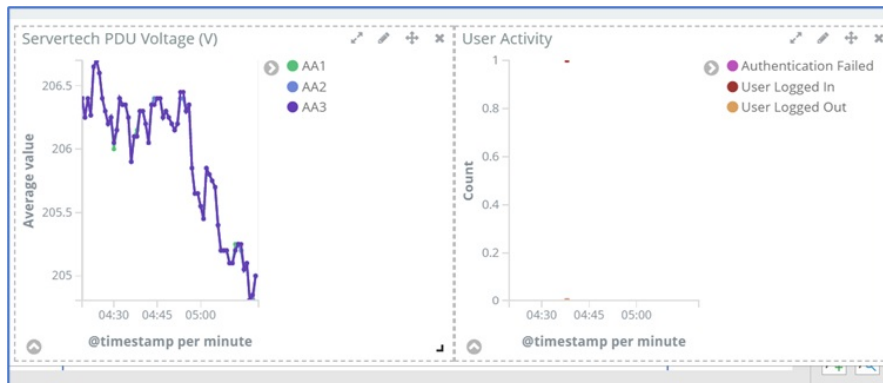 Servertech PDU Voltage (V)
AA1
AA2
AA3
206.5
206
205.5
205
Average value
04:30 04:45 05:00
@timestamp per minute
User Activity
Authentication Failed
User Logged In
User Logged Out
1
0.8
0.6
0.4
0.2
0
Count
04:30 04:45 05:00
@timestamp per minute